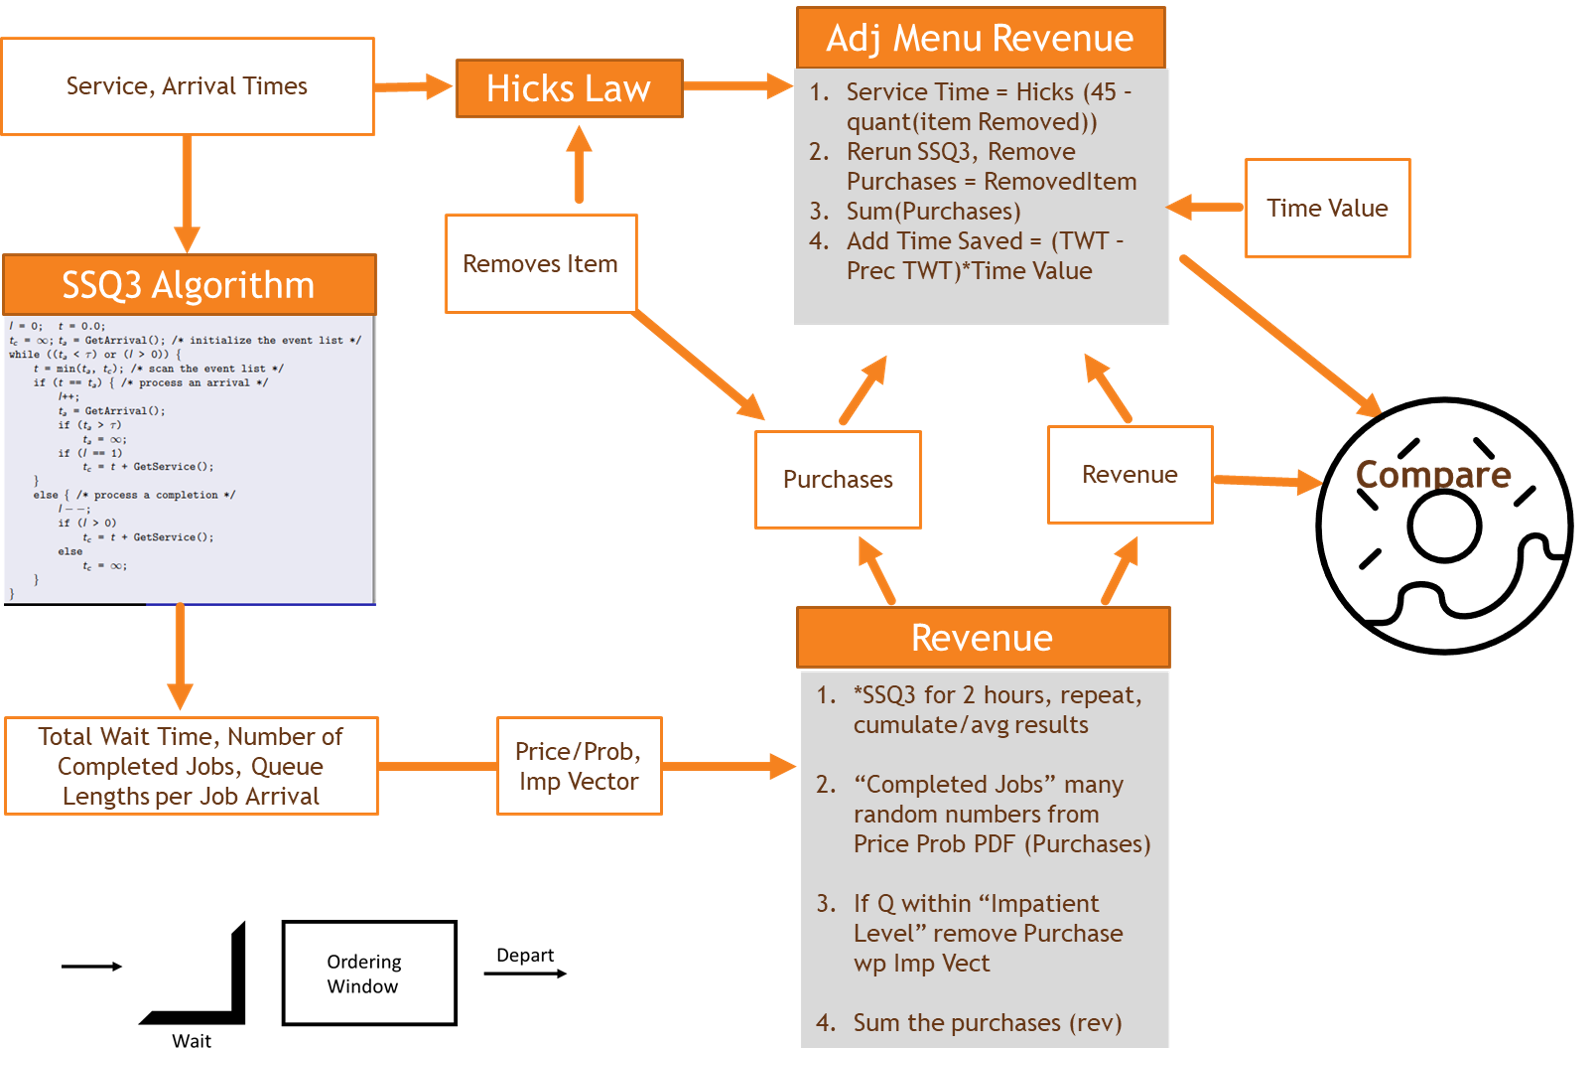 Service, Arrival Times
Hicks Law
Adj Menu Revenue
1. Service Time = Hicks (45 –
quant(item Removed))
2. Rerun SSQ3, Remove
Purchases = RemovedItem
3. Sum(Purchases)
4. Add Time Saved = (TWT –
Prec TWT)*Time Value
Time Value
Removes Item
SSQ3 Algorithm
l = 0; t = 0.0;
t_c = ∞; t_a = GetArrival(); /* initialize the event list */
while ((t_a < τ) or (l > 0)) {
t = min(t_a, t_c); /* scan the event list */
if (t == t_a) { /* process an arrival */
l++;
t_a = GetArrival();
if (t_a > τ)
t_a = ∞;
if (l == 1)
t_c = t + GetService();
}
else { /* process a completion */
l--;
if (l > 0)
t_c = t + GetService();
else
t_c = ∞;
}
}
Purchases
Revenue
Compare
Revenue
1. *SSQ3 for 2 hours, repeat,
cumulate/avg results
2. “Completed Jobs” many
random numbers from
Price Prob PDF (Purchases)
3. If Q within “Impatient
Level” remove Purchase
wp Imp Vect
4. Sum the purchases (rev)
Total Wait Time, Number of
Completed Jobs, Queue
Lengths per Job Arrival
Price/Prob,
Imp Vector
Wait
Ordering
Window
Depart